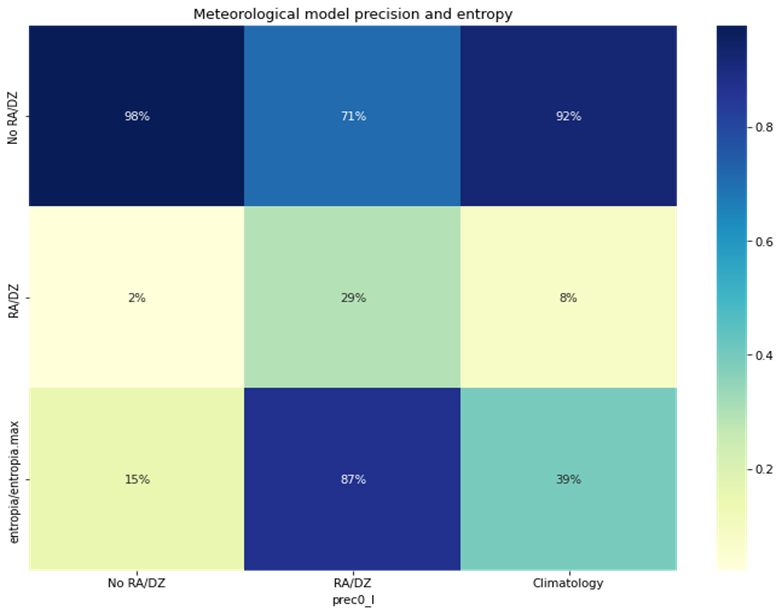 Meteorológical model precision and entropy
No RA/DZ
98%
71%
92%
0.8
0.6
RA/DZ
2%
29%
8%
0.4
entropia/entropia max
15%
87%
39%
0.2
No RA/DZ
RA/DZ
Climatology
prec0_l